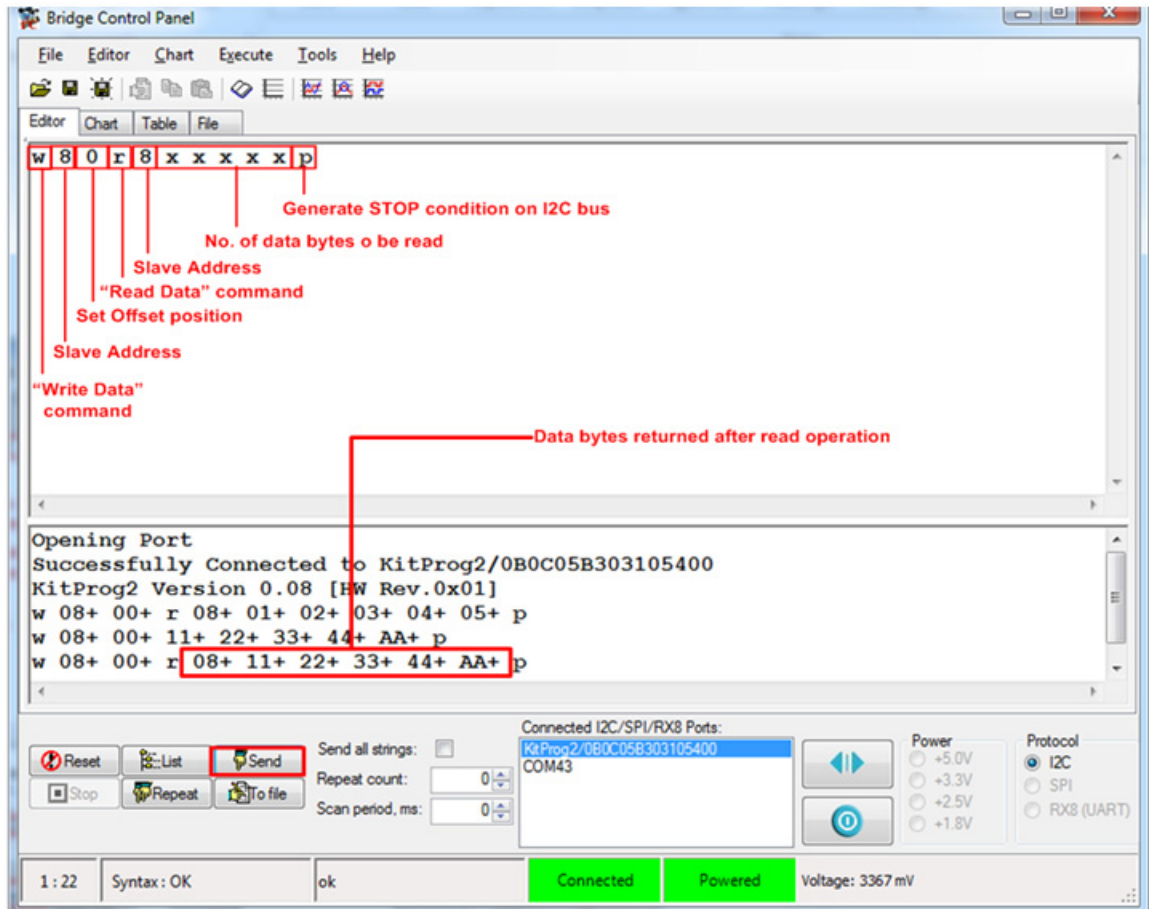 Bridge Control Panel
File Editor Chart Execute Tools Help
Editor Chart Table File
w 8 0 r 8 x x x x x p
Generate STOP condition on I2C bus
No. of data bytes o be read
Slave Address
"Read Data" command
Set Offset position
Slave Address
"Write Data"
command
Data bytes returned after read operation
Opening Port
Successfully Connected to KitProg2/0B0C05B303105400
KitProg2 Version 0.08 [HW Rev.0x01]
w 08+ 00+ r 08+ 01+ 02+ 03+ 04+ 05+ p
w 08+ 00+ 11+ 22+ 33+ 44+ AA+ p
w 08+ 00+ r 08+ 11+ 22+ 33+ 44+ AA+ p
Reset List Send
Stop Repeat To file
Send all strings:
Repeat count: 0
Scan period, ms: 0
Connected I2C/SPI/RX8 Ports:
KitProg2/0B0C05B303105400
COM43
Power
+5.0V
+3.3V
+2.5V
+1.8V
Protocol
I2C
SPI
RX8 (UART)
1 : 22 Syntax : OK ok Connected Powered Voltage: 3367 mV